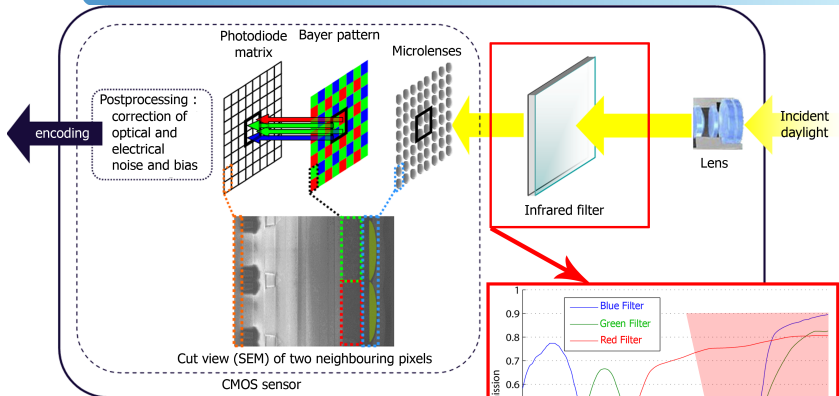 Photodiode
matrix
Bayer pattern
Microlenses
Postprocessing :
correction of
optical and
electrical
noise and bias
encoding
Incident
daylight
Lens
Infrared filter
Cut view (SEM) of two neighbouring pixels
CMOS sensor
1
0.9
0.8
0.7
0.6
Blue Filter
Green Filter
Red Filter